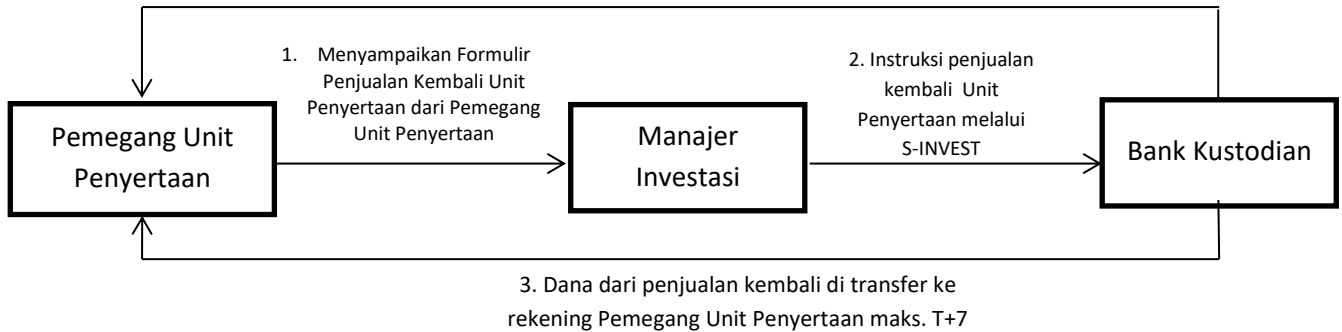 1. Menyampaikan Formulir
Penjualan Kembali Unit
Penyertaan dari Pemegang
Unit Penyertaan
2. Instruksi penjualan
kembali Unit
Penyertaan melalui
S-INVEST
Pemegang Unit
Penyertaan
Manajer
Investasi
Bank Kustodian
3. Dana dari penjualan kembali di transfer ke
rekening Pemegang Unit Penyertaan maks. T+7